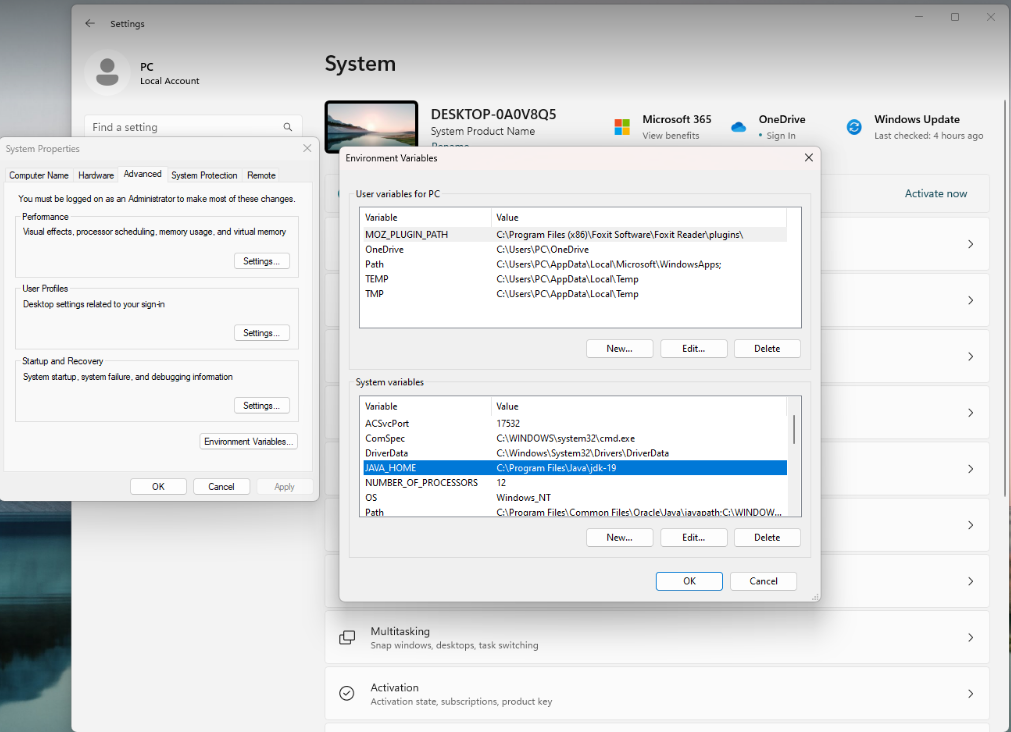 Settings
PC
Local Account
Find a setting
System
DESKTOP-0A0V8Q5
System Product Name
Rename
Microsoft 365
View benefits
OneDrive
• Sign In
Windows Update
Last checked: 4 hours ago
Activate now
System Properties
Computer Name Hardware Advanced System Protection Remote
You must be logged on as an Administrator to make most of these changes.
Performance
Visual effects, processor scheduling, memory usage, and virtual memory
Settings...
User Profiles
Desktop settings related to your sign-in
Settings...
Startup and Recovery
System startup, system failure, and debugging information
Settings...
Environment Variables...
OK Cancel Apply
Environment Variables
User variables for PC
Variable Value
MOZ_PLUGIN_PATH C:\Program Files (x86)\Foxit Software\Foxit Reader\plugins\
OneDrive C:\Users\PC\OneDrive
Path C:\Users\PC\AppData\Local\Microsoft\WindowsApps;
TEMP C:\Users\PC\AppData\Local\Temp
TMP C:\Users\PC\AppData\Local\Temp
New... Edit... Delete
System variables
Variable Value
ACSvcPort 17532
ComSpec C:\WINDOWS\system32\cmd.exe
DriverData C:\Windows\System32\Drivers\DriverData
JAVA_HOME C:\Program Files\Java\jdk-19
NUMBER_OF_PROCESSORS 12
OS Windows_NT
Path C:\Program Files\Common Files\Oracle\Java\javapath;C:\WINDOW...
New... Edit... Delete
OK Cancel
Multitasking
Snap windows, desktops, task switching
Activation
Activation state, subscriptions, product key